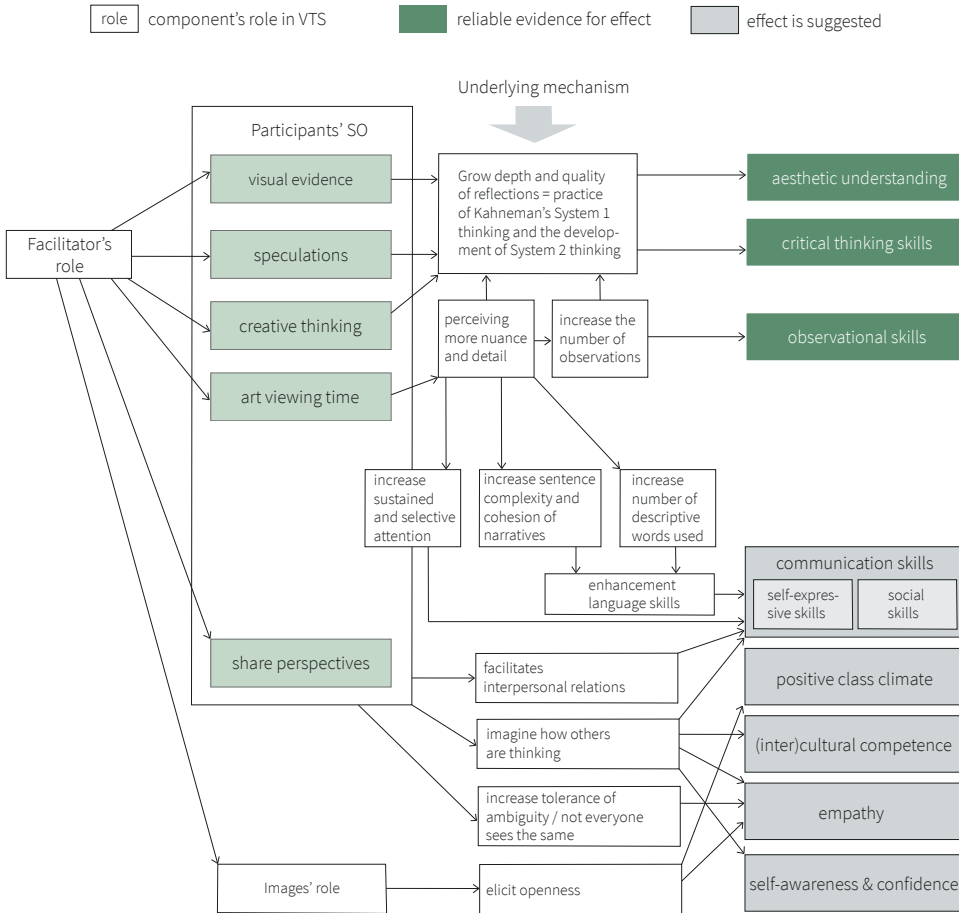 role
component's role in VTS
reliable evidence for effect
effect is suggested
Underlying mechanism
Participants' SO
visual evidence
speculations
creative thinking
art viewing time
share perspectives
Facilitator's
role
Grow depth and quality
of reflections = practice
of Kahneman's System 1
thinking and the develop-
ment of System 2 thinking
perceiving
more nuance
and detail
increase the
number of
observations
aesthetic understanding
critical thinking skills
observational skills
increase
sustained
and selective
attention
increase sentence
complexity and
cohesion of
narratives
increase
number of
descriptive
words used
enhancement
language skills
communication skills
self-expres-
sive skills
social
skills
facilitates
interpersonal relations
positive class climate
imagine how others
are thinking
(inter)cultural competence
increase tolerance of
ambiguity / not everyone
sees the same
empathy
Images' role
elicit openness
self-awareness & confidence